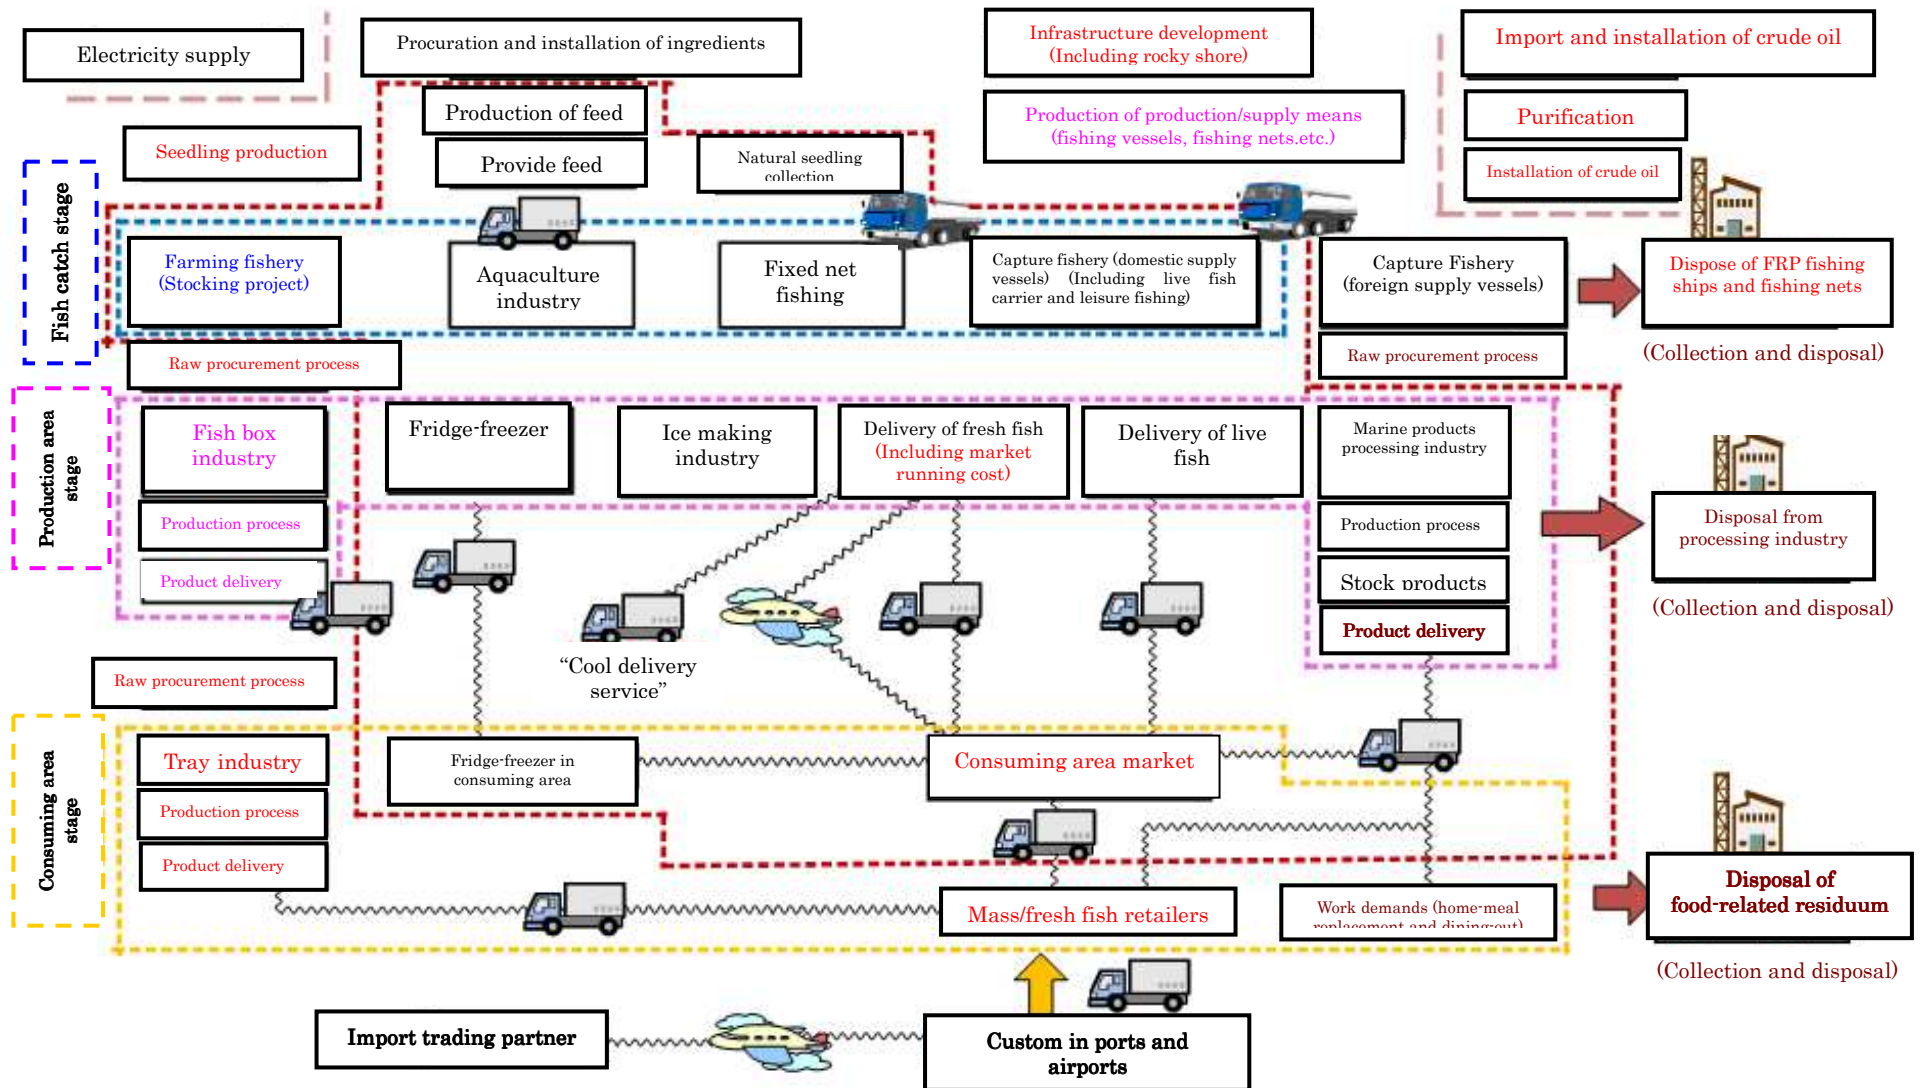 Electricity supply
Procuration and installation of ingredients
Infrastructure development
(Including rocky shore)
Import and installation of crude oil
Production of feed
Production of production/supply means
(fishing vessels, fishing nets.etc.)
Purification
Seedling production
Provide feed
Natural seedling
collection
Installation of crude oil
Fish catch stage
Farming fishery
(Stocking project)
Aquaculture
industry
Fixed net
fishing
Capture fishery (domestic supply
vessels) (Including live fish
carrier and leisure fishing)
Capture Fishery
(foreign supply vessels)
Dispose of FRP fishing
ships and fishing nets
(Collection and disposal)
Raw procurement process
Raw procurement process
Production area
stage
Fish box
industry
Fridge-freezer
Ice making
industry
Delivery of fresh fish
(Including market
running cost)
Delivery of live
fish
Marine products
processing industry
Production process
Production process
Disposal from
processing industry
Product delivery
Stock products
(Collection and disposal)
Product delivery
“Cool delivery
service”
Raw procurement process
Consuming area
stage
Tray industry
Fridge-freezer in
consuming area
Consuming area market
Production process
Product delivery
Mass/fresh fish retailers
Work demands (home-meal
replacement and dining-out)
Disposal of
food-related residuum
(Collection and disposal)
Import trading partner
Custom in ports and
airports